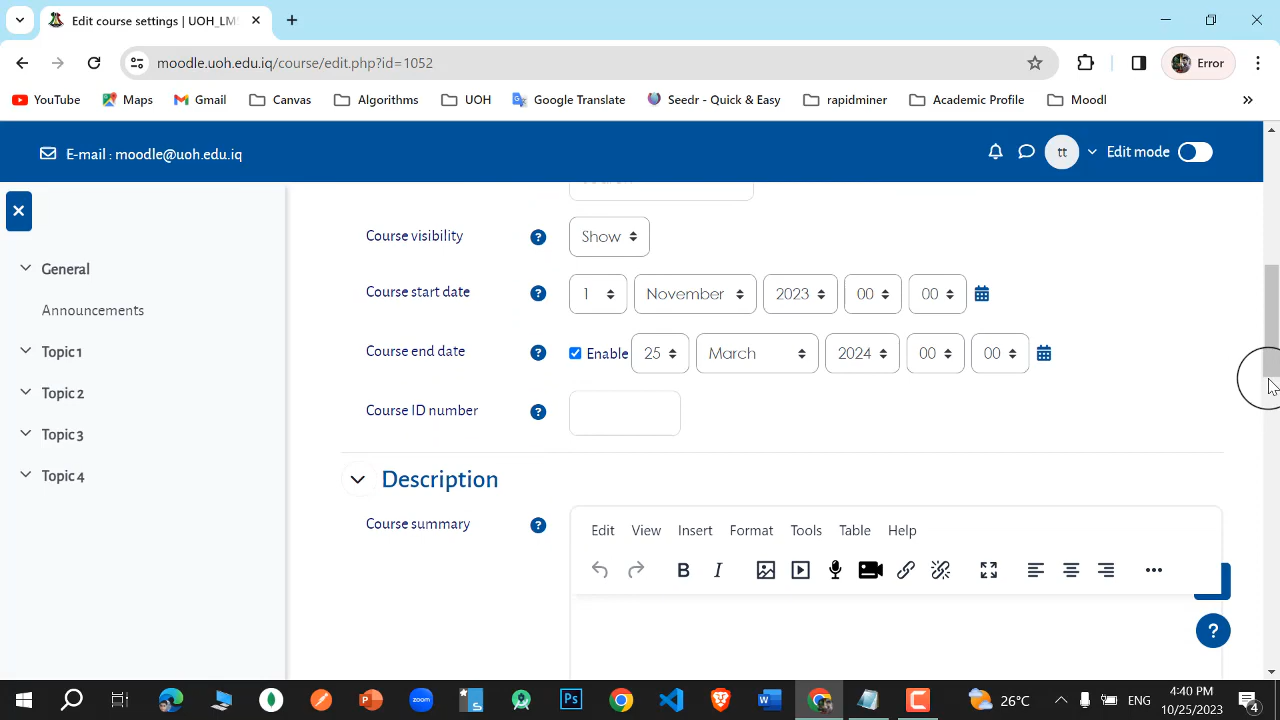 Edit course settings | UOH_LM
moodle.uoh.edu.iq/course/edit.php?id=1052
Error
YouTube
Maps
Gmail
Canvas
Algorithms
UOH
Google Translate
Seedr - Quick & Easy
rapidminer
Academic Profile
Moodl
»
E-mail : moodle@uoh.edu.iq
tt
Edit mode
General
Announcements
Topic 1
Topic 2
Topic 3
Topic 4
Course visibility
Show
Course start date
1 November 2023 00 00
Course end date
Enable 25 March 2024 00 00
Course ID number
Description
Course summary
Edit View Insert Format Tools Table Help
B I
?
26°C
ENG
4:40 PM
10/25/2023
4